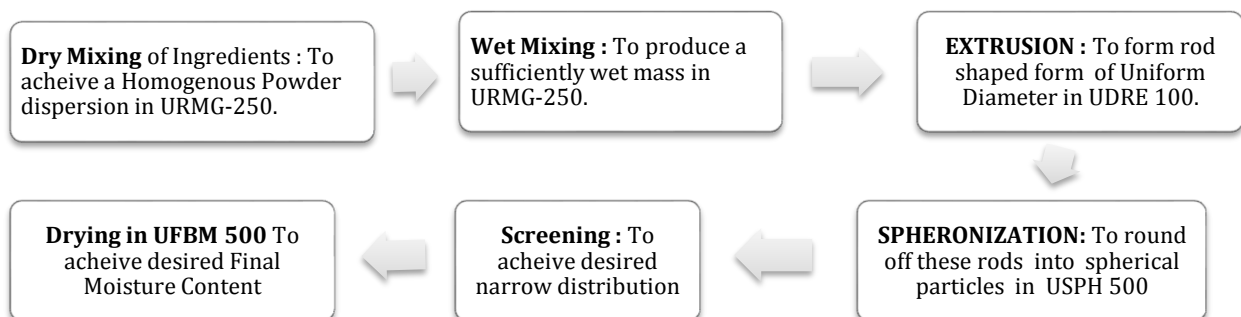 Dry Mixing of Ingredients : To
acheive a Homogenous Powder
dispersion in URMG-250.
Wet Mixing : To produce a
sufficiently wet mass in
URMG-250.
EXTRUSION : To form rod
shaped form of Uniform
Diameter in UDRE 100.
SPHERONIZATION: To round
off these rods into spherical
particles in USPH 500
Screening : To
acheive desired
narrow distribution
Drying in UFBM 500 To
acheive desired Final
Moisture Content